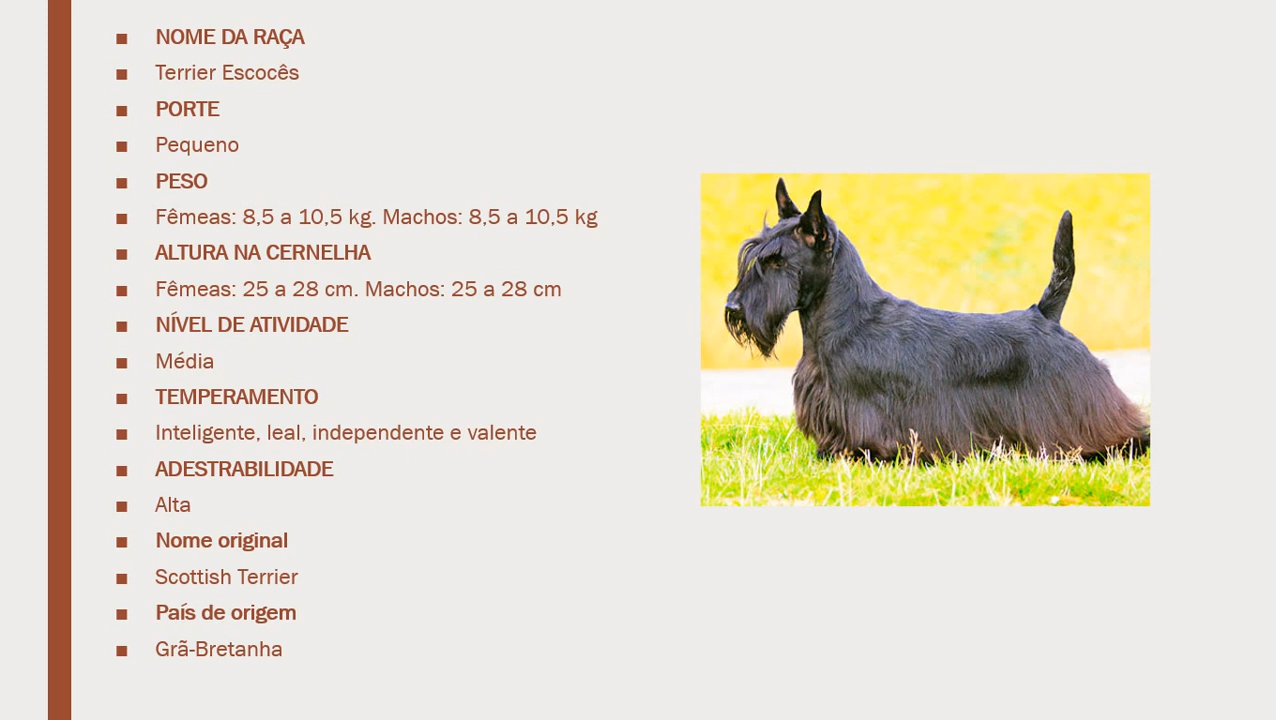 NOME DA RAÇA
Terrier Escocês
PORTE
Pequeno
PESO
Fêmeas: 8,5 a 10,5 kg. Machos: 8,5 a 10,5 kg
ALTURA NA CERNELHA
Fêmeas: 25 a 28 cm. Machos: 25 a 28 cm
NÍVEL DE ATIVIDADE
Média
TEMPERAMENTO
Inteligente, leal, independente e valente
ADESTRABILIDADE
Alta
Nome original
Scottish Terrier
País de origem
Grã-Bretanha